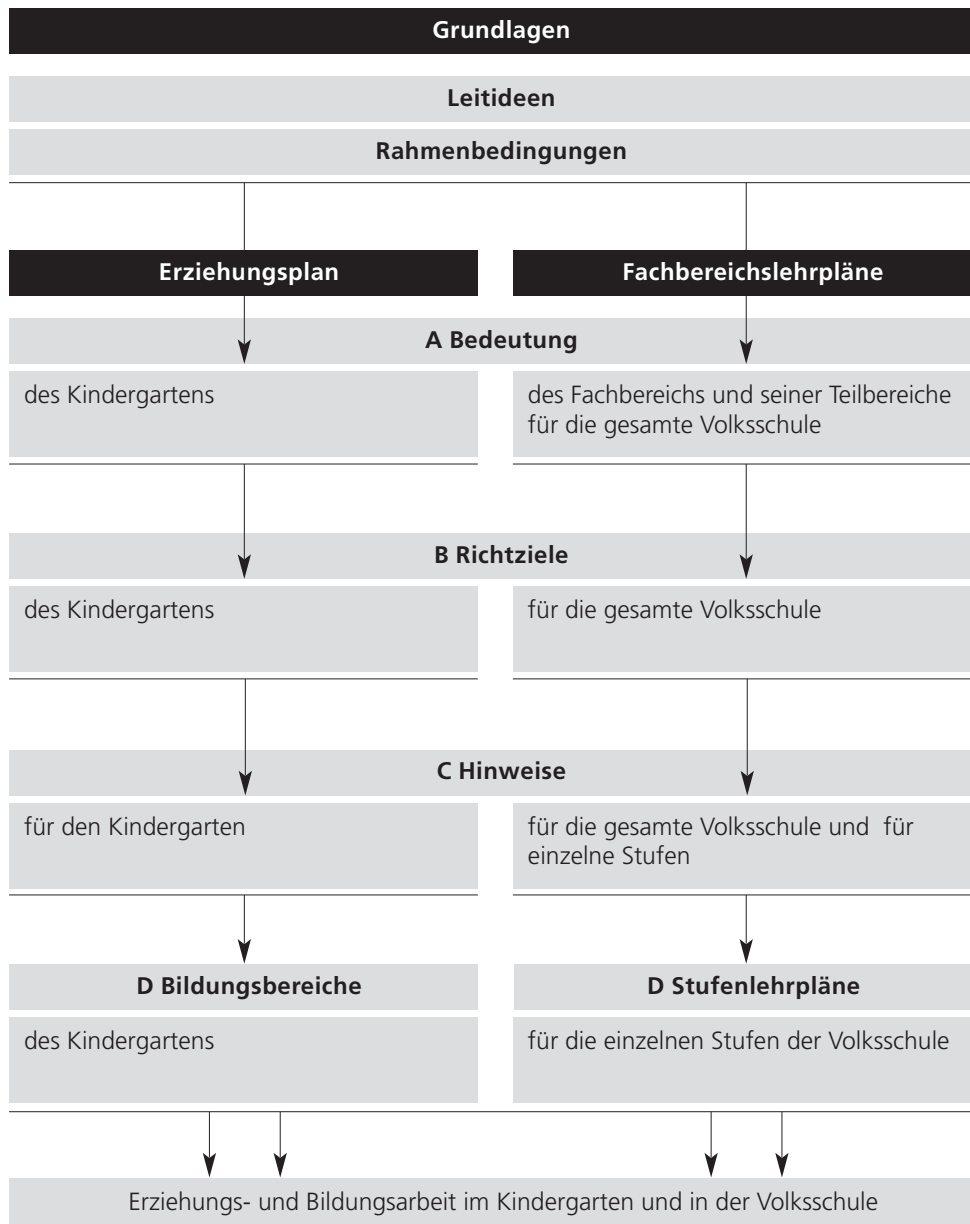 Grundlagen
Leitideen
Rahmenbedingungen
Erziehungsplan
Fachbereichslehrpläne
A Bedeutung
des Kindergartens
des Fachbereichs und seiner Teilbereiche
für die gesamte Volksschule
B Richtziele
des Kindergartens
für die gesamte Volksschule
C Hinweise
für den Kindergarten
für die gesamte Volksschule und für
einzelne Stufen
D Bildungsbereiche
des Kindergartens
D Stufenlehrpläne
für die einzelnen Stufen der Volksschule
Erziehungs- und Bildungsarbeit im Kindergarten und in der Volksschule